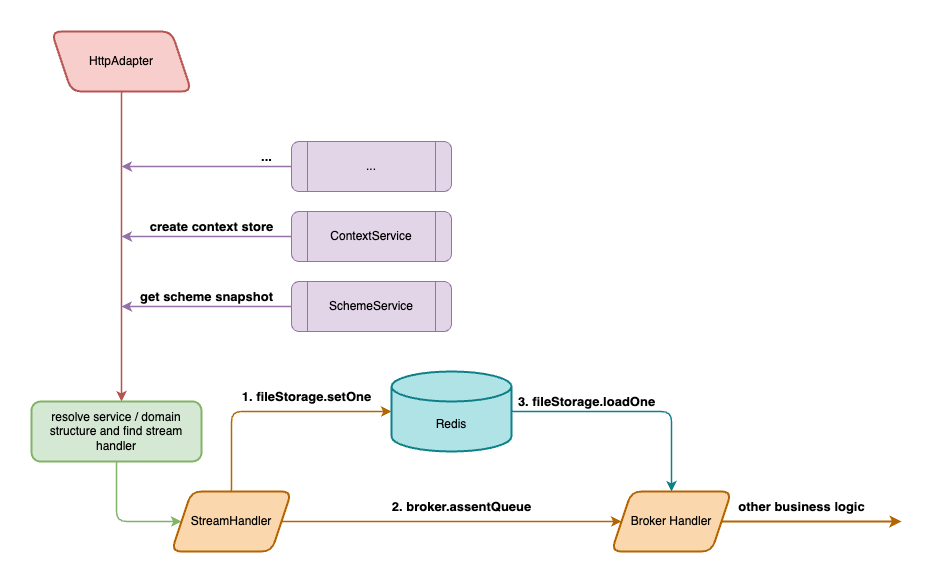 HttpAdapter
...
...
create context store
ContextService
get scheme snapshot
SchemeService
1. fileStorage.setOne
3. fileStorage.loadOne
Redis
resolve service / domain
structure and find stream
handler
StreamHandler
2. broker.assentQueue
Broker Handler
other business logic